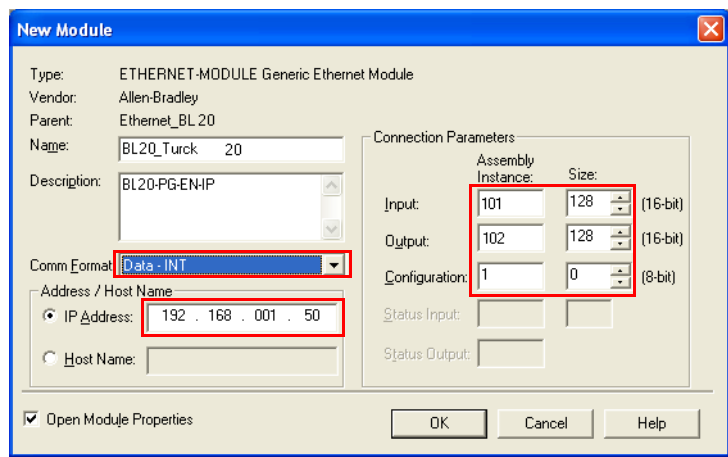 New Module
Type: ETHERNET-MODULE Generic Ethernet Module
Vendor: Allen-Bradley
Parent: Ethernet_BL 20
Name: BL20_Turck 20
Description: BL20-PG-EN-IP
Comm Format Data - INT
Address / Host Name
IP Address: 192 . 168 . 001 . 50
Host Name:
Connection Parameters
Assembly
Instance: Size:
Input: 101 128 (16-bit)
Output: 102 128 (16-bit)
Configuration: 1 0 (8-bit)
Status Input:
Status Output:
Open Module Properties
OK Cancel Help